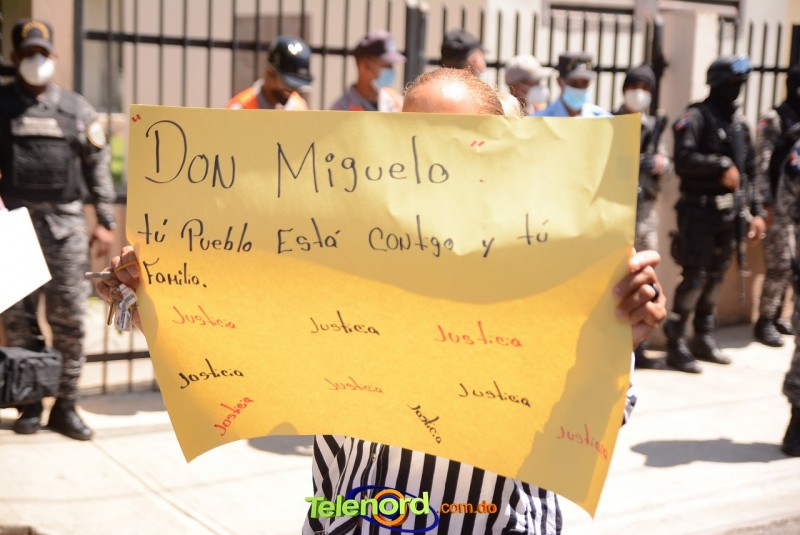 "Don Miguelo"
tú Pueblo Está Contgo y tú
Familia.
Justicia Justicia Justicia
Justicia Justicia Justicia
Justicia Justicia Justicia
Telenord.com.do